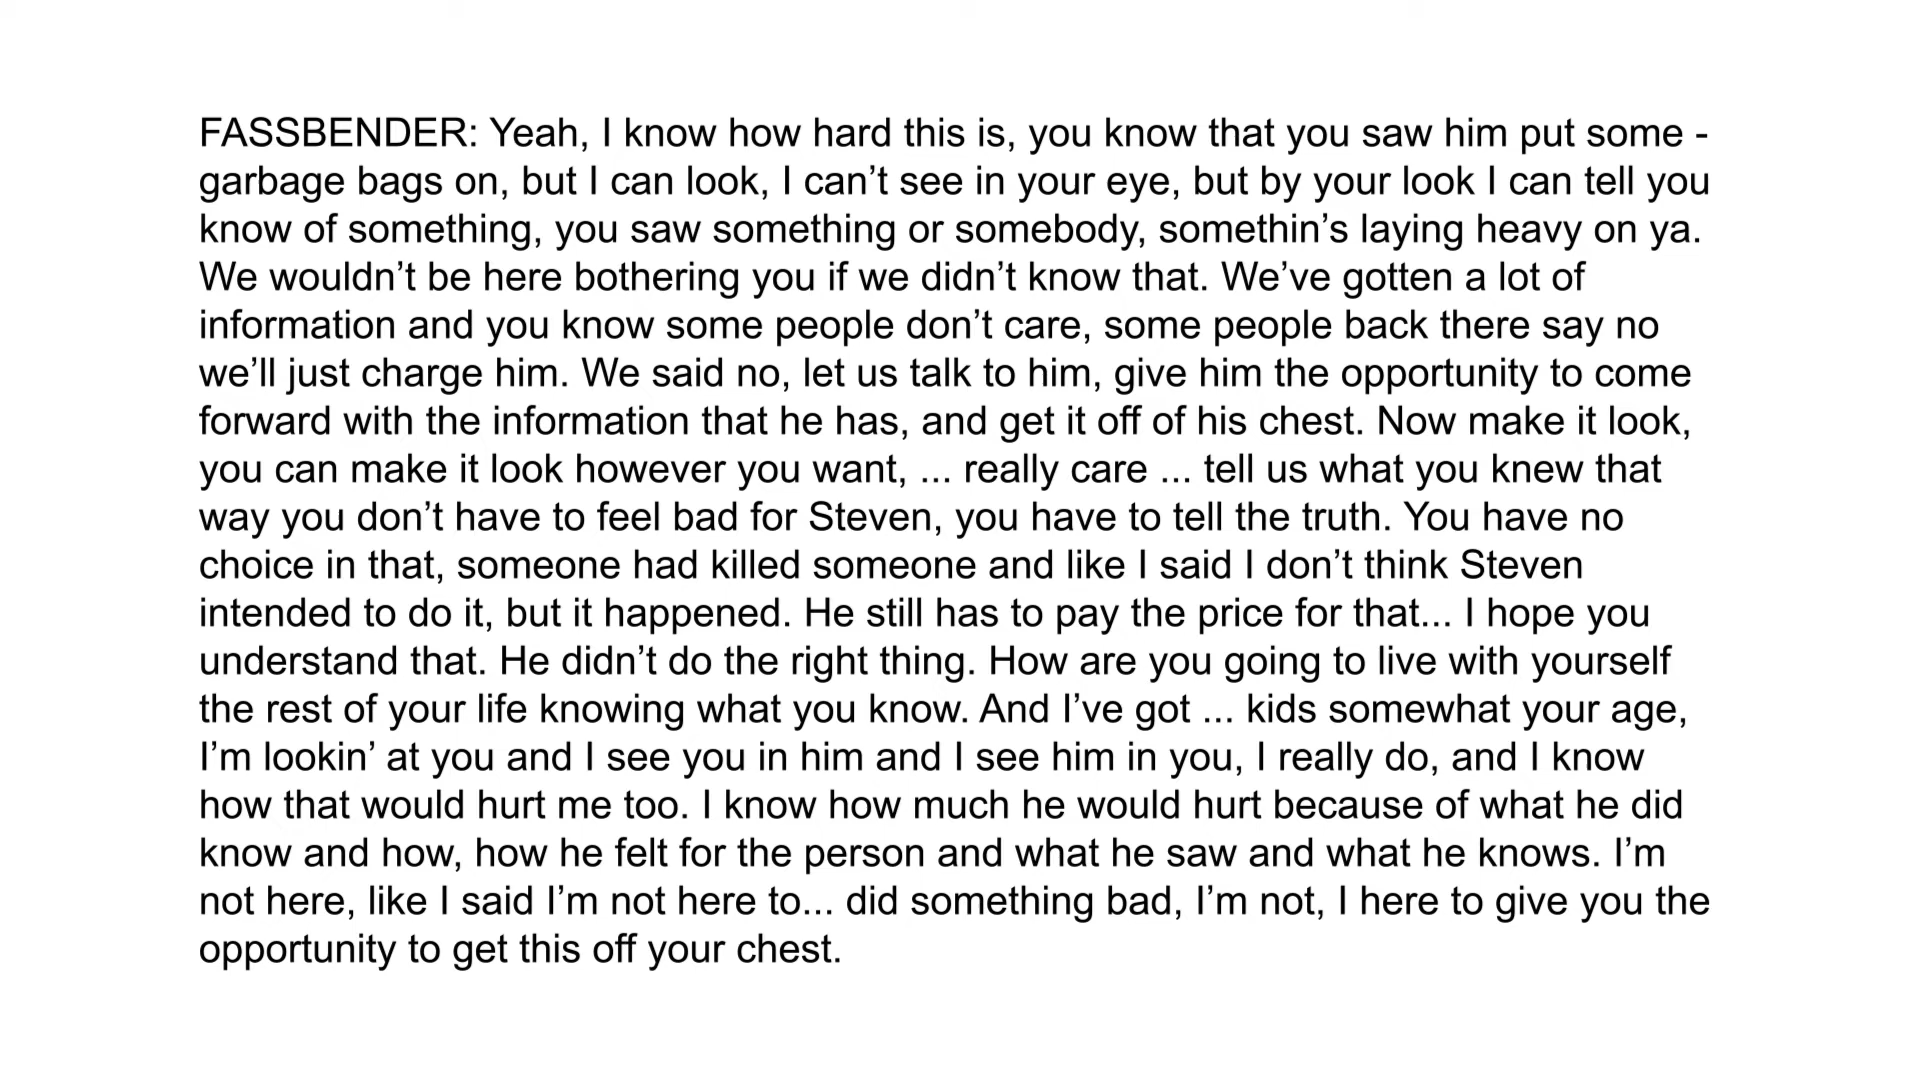 FASSBENDER: Yeah, I know how hard this is, you know that you saw him put some -
garbage bags on, but I can look, I can’t see in your eye, but by your look I can tell you
know of something, you saw something or somebody, somethin’s laying heavy on ya.
We wouldn’t be here bothering you if we didn’t know that. We’ve gotten a lot of
information and you know some people don’t care, some people back there say no
we’ll just charge him. We said no, let us talk to him, give him the opportunity to come
forward with the information that he has, and get it off of his chest. Now make it look,
you can make it look however you want, ... really care ... tell us what you knew that
way you don’t have to feel bad for Steven, you have to tell the truth. You have no
choice in that, someone had killed someone and like I said I don’t think Steven
intended to do it, but it happened. He still has to pay the price for that... I hope you
understand that. He didn’t do the right thing. How are you going to live with yourself
the rest of your life knowing what you know. And I’ve got ... kids somewhat your age,
I’m lookin’ at you and I see you in him and I see him in you, I really do, and I know
how that would hurt me too. I know how much he would hurt because of what he did
know and how, how he felt for the person and what he saw and what he knows. I’m
not here, like I said I’m not here to... did something bad, I’m not, I here to give you the
opportunity to get this off your chest.